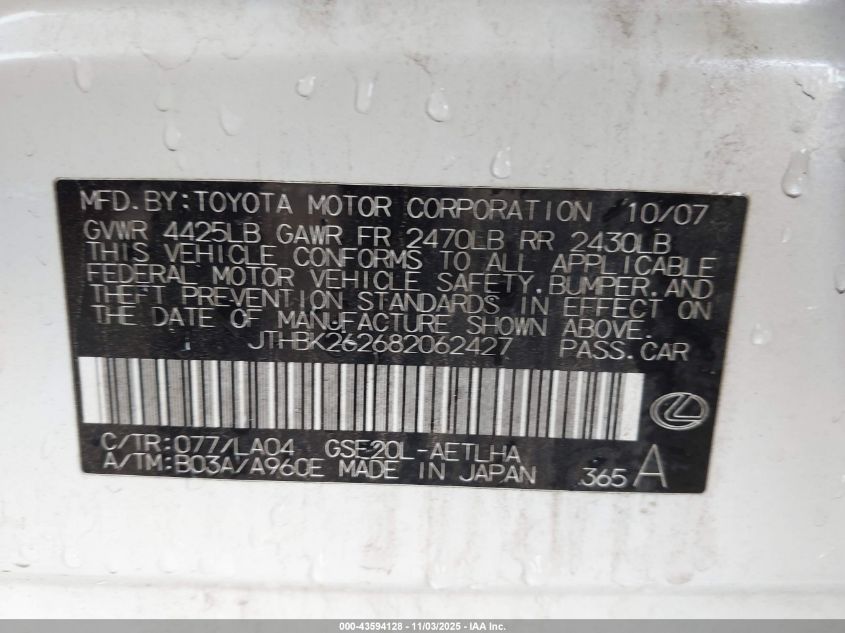 MFD. BY: TOYOTA MOTOR CORPORATION 10/07
GVWR 4425LB GAWR FR 2470LB RR 2430LB
THIS VEHICLE CONFORMS TO ALL APPLICABLE
FEDERAL MOTOR VEHICLE SAFETY, BUMPER, AND
THEFT PREVENTION STANDARDS IN EFFECT ON
THE DATE OF MANUFACTURE SHOWN ABOVE.
JTHBK262682062427 PASS. CAR
C/TR: 077/LA04 GSE20L-AETLHA
A/TM: B03A/A960E MADE IN JAPAN 365 A
000-43594128 | 11/03/2025 - IAA Inc.